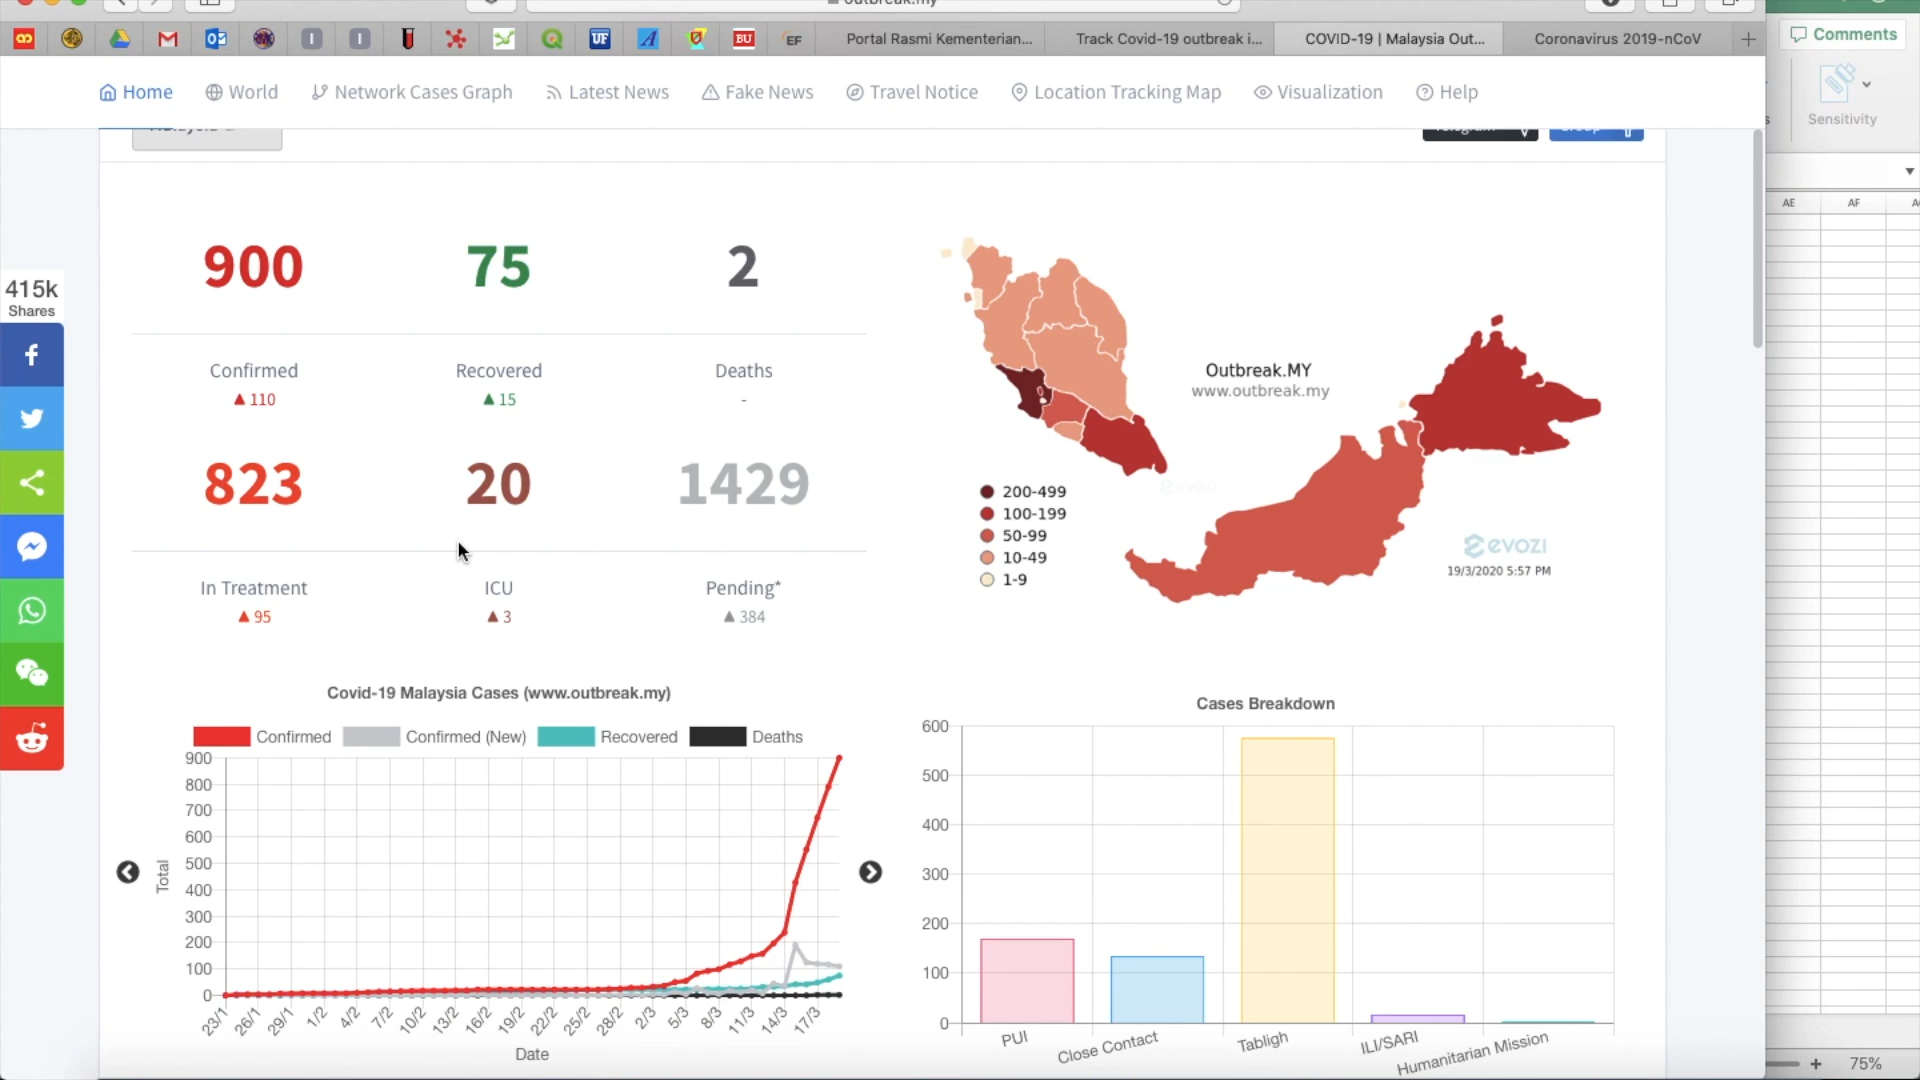 outbreak.my
EF
Portal Rasmi Kementerian...
Track Covid-19 outbreak i...
COVID-19 | Malaysia Out...
Coronavirus 2019-nCoV
Comments
Home
World
Network Cases Graph
Latest News
Fake News
Travel Notice
Location Tracking Map
Visualization
Help
Sensitivity
AE
AF
415k
Shares
900
75
2
Confirmed
Recovered
Deaths
▲ 110
▲ 15
-
823
20
1429
In Treatment
ICU
Pending*
▲ 95
▲ 3
▲ 384
Outbreak.MY
www.outbreak.my
200-499
100-199
50-99
10-49
1-9
evozi
19/3/2020 5:57 PM
Covid-19 Malaysia Cases (www.outbreak.my)
Confirmed
Confirmed (New)
Recovered
Deaths
900
800
700
600
500
400
300
200
100
0
Total
23/1
26/1
29/1
1/2
4/2
7/2
10/2
13/2
16/2
19/2
22/2
25/2
28/2
2/3
5/3
8/3
11/3
14/3
17/3
Date
Cases Breakdown
600
500
400
300
200
100
0
PUI
Close Contact
Tabligh
ILI/SARI
Humanitarian Mission
75%